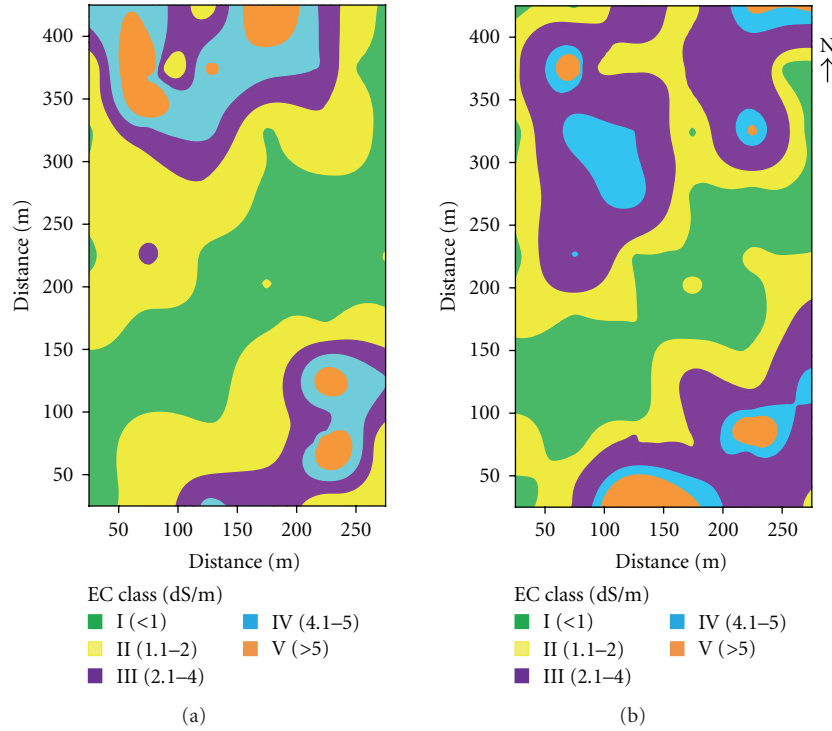 400
350
300
250
200
150
100
50
Distance (m)
50 100 150 200 250
Distance (m)
EC class (dS/m)
I (<1)
II (1.1–2)
III (2.1–4)
IV (4.1–5)
V (>5)
(a)
N
400
350
300
250
200
150
100
50
Distance (m)
50 100 150 200 250
Distance (m)
EC class (dS/m)
I (<1)
II (1.1–2)
III (2.1–4)
IV (4.1–5)
V (>5)
(b)